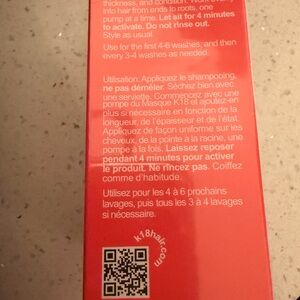 thickness, and condition. Work evenly
into hair from ends to roots, one
pump at a time. Let sit for 4 minutes
to activate. Do not rinse out.
Style as usual.
Use for the first 4-6 washes, and then
every 3-4 washes as needed.
Utilisation: Appliquez le shampooing,
ne pas démêler. Séchez bien avec
une serviette. Commencez avec une
pompe du Masque K18 et ajoutez-en
plus si nécessaire en fonction de la
longueur, de l'épaisseur et de l'état
Appliquez de façon uniforme sur les
cheveux, de la pointe à la racine, une
pompe à la fois. Laissez reposer
pendant 4 minutes pour activer
le produit. Ne rincez pas. Coiffez
comme d'habitude.
Utilisez pour les 4 à 6 prochains
lavages, puis tous les 3 à 4 lavages
si nécessaire.
k18hair.com